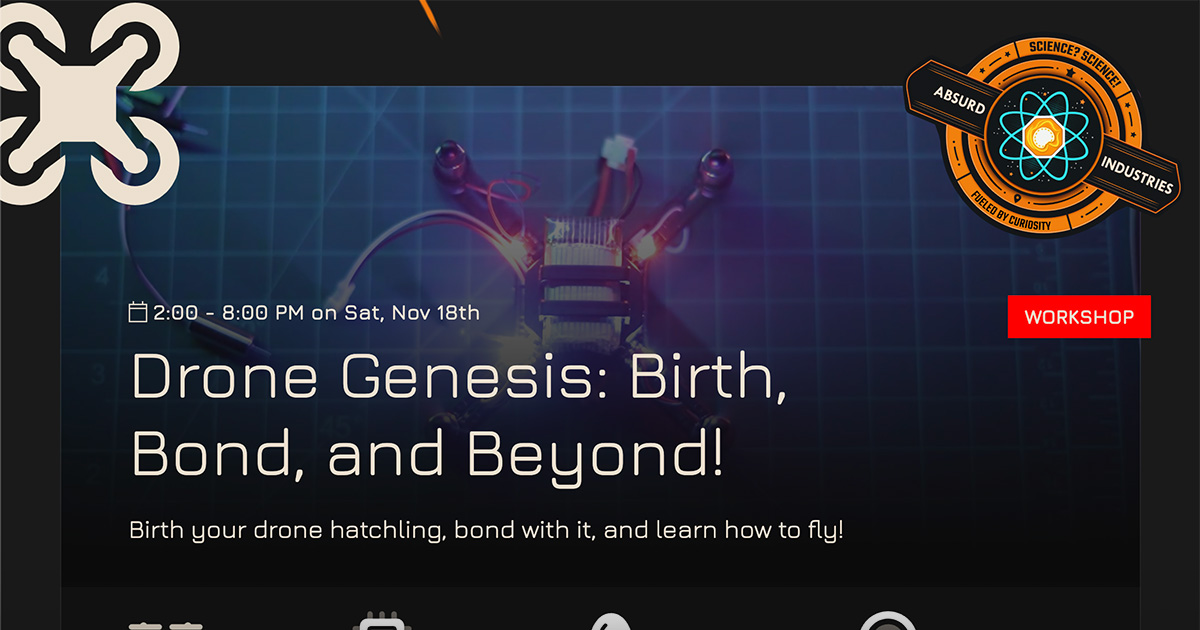 SCIENCE? SCIENCE!
ABSURD
INDUSTRIES
FUELED BY CURIOSITY
2:00 - 8:00 PM on Sat, Nov 18th
WORKSHOP
Drone Genesis: Birth,
Bond, and Beyond!
Birth your drone hatchling, bond with it, and learn how to fly!